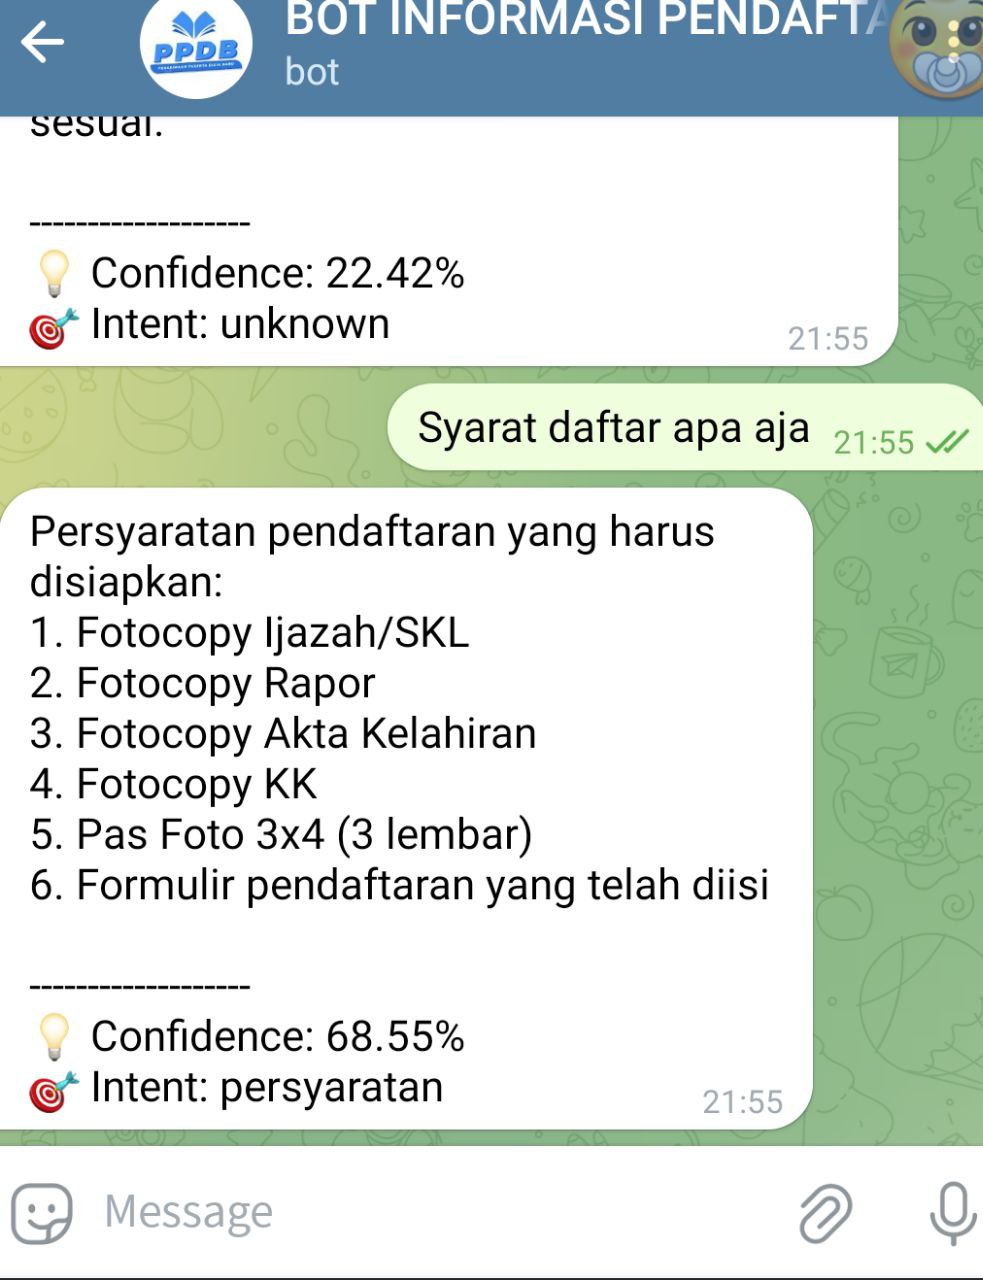 BOT INFORMASI PENDAFTA
PPDB
bot
sesuai.
-------------------
Confidence: 22.42%
Intent: unknown
21:55
Syarat daftar apa aja
21:55
Persyaratan pendaftaran yang harus
disiapkan:
1. Fotocopy Ijazah/SKL
2. Fotocopy Rapor
3. Fotocopy Akta Kelahiran
4. Fotocopy KK
5. Pas Foto 3x4 (3 lembar)
6. Formulir pendaftaran yang telah diisi
-------------------
Confidence: 68.55%
Intent: persyaratan
21:55
Message